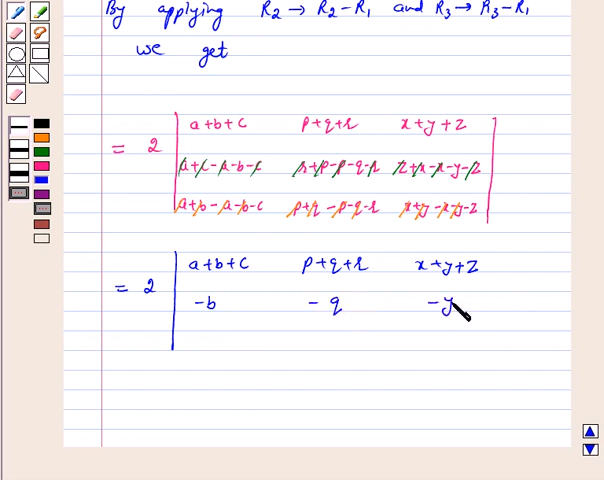 By applying R2 → R2 - R1 and R3 → R3 - R1
we get
a+b+c p+q+r x+y+z
= 2 a+c-a-b-c r+p-p-q-r z+x-x-y-z
a+b-a-b-c p+q-p-q-r x+y-x-y-z
a+b+c p+q+r x+y+z
= 2
-b -q -y